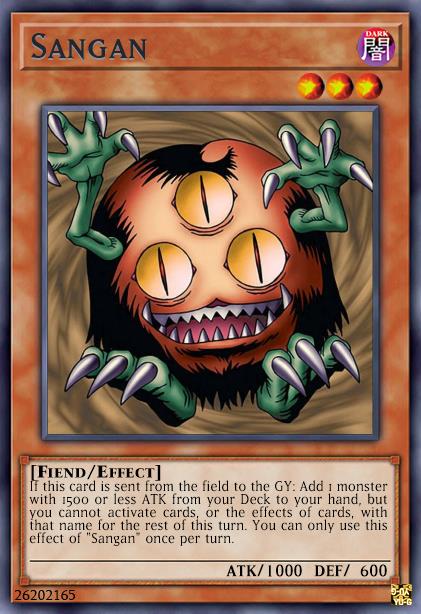 SANGAN
DARK
闇
[FIEND/EFFECT]
If this card is sent from the field to the GY: Add 1 monster
with 1500 or less ATK from your Deck to your hand, but
you cannot activate cards, or the effects of cards, with
that name for the rest of this turn. You can only use this
effect of "Sangan" once per turn.
ATK/1000 DEF/ 600
26202165